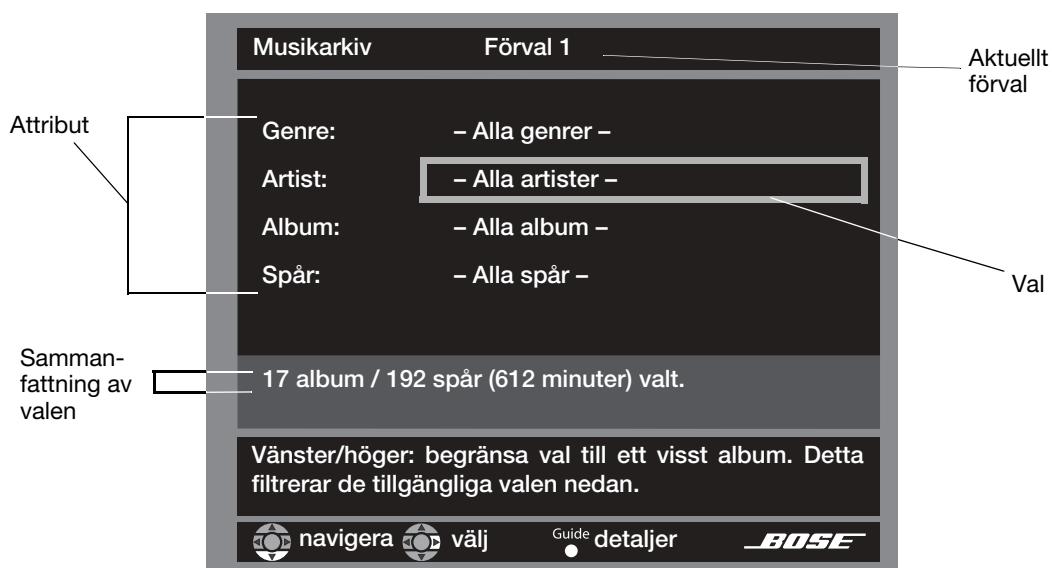 Musikarkiv Förval 1
Aktuellt
förval
Attribut
Genre: – Alla genrer –
Artist: – Alla artister –
Album: – Alla album –
Spår: – Alla spår –
Val
Samman-
fattning av
valen
17 album / 192 spår (612 minuter) valt.
Vänster/höger: begränsa val till ett visst album. Detta
filtrerar de tillgängliga valen nedan.
navigera välj Guide detaljer BOSE